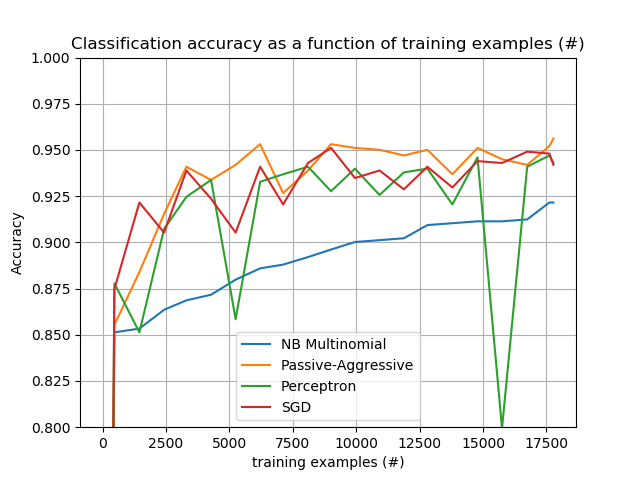 Classification accuracy as a function of training examples (#)
1.000
0.975
0.950
0.925
0.900
0.875
0.850
0.825
0.800
Accuracy
NB Multinomial
Passive-Aggressive
Perceptron
SGD
0 2500 5000 7500 10000 12500 15000 17500
training examples (#)